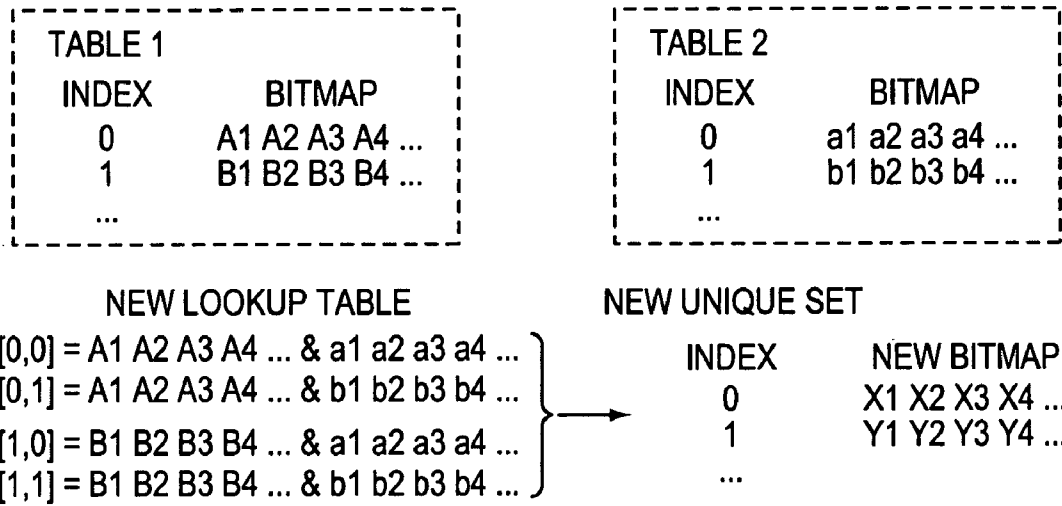 TABLE 1
INDEX BITMAP
0 A1 A2 A3 A4 ...
1 B1 B2 B3 B4 ...
...
TABLE 2
INDEX BITMAP
0 a1 a2 a3 a4 ...
1 b1 b2 b3 b4 ...
...
NEW LOOKUP TABLE
[0,0] = A1 A2 A3 A4 ... & a1 a2 a3 a4 ...
[0,1] = A1 A2 A3 A4 ... & b1 b2 b3 b4 ...
[1,0] = B1 B2 B3 B4 ... & a1 a2 a3 a4 ...
[1,1] = B1 B2 B3 B4 ... & b1 b2 b3 b4 ...
NEW UNIQUE SET
INDEX NEW BITMAP
0 X1 X2 X3 X4 ...
1 Y1 Y2 Y3 Y4 ...
...